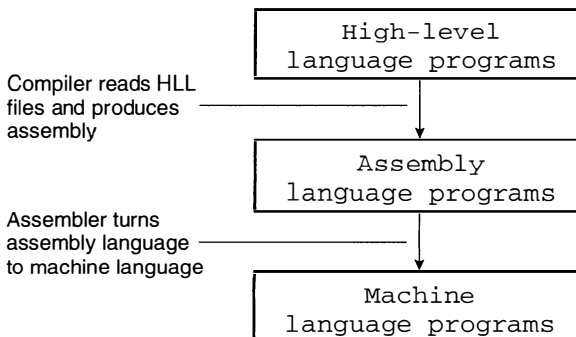 High-level
language programs
Compiler reads HLL
files and produces
assembly
Assembly
language programs
Assembler turns
assembly language
to machine language
Machine
language programs